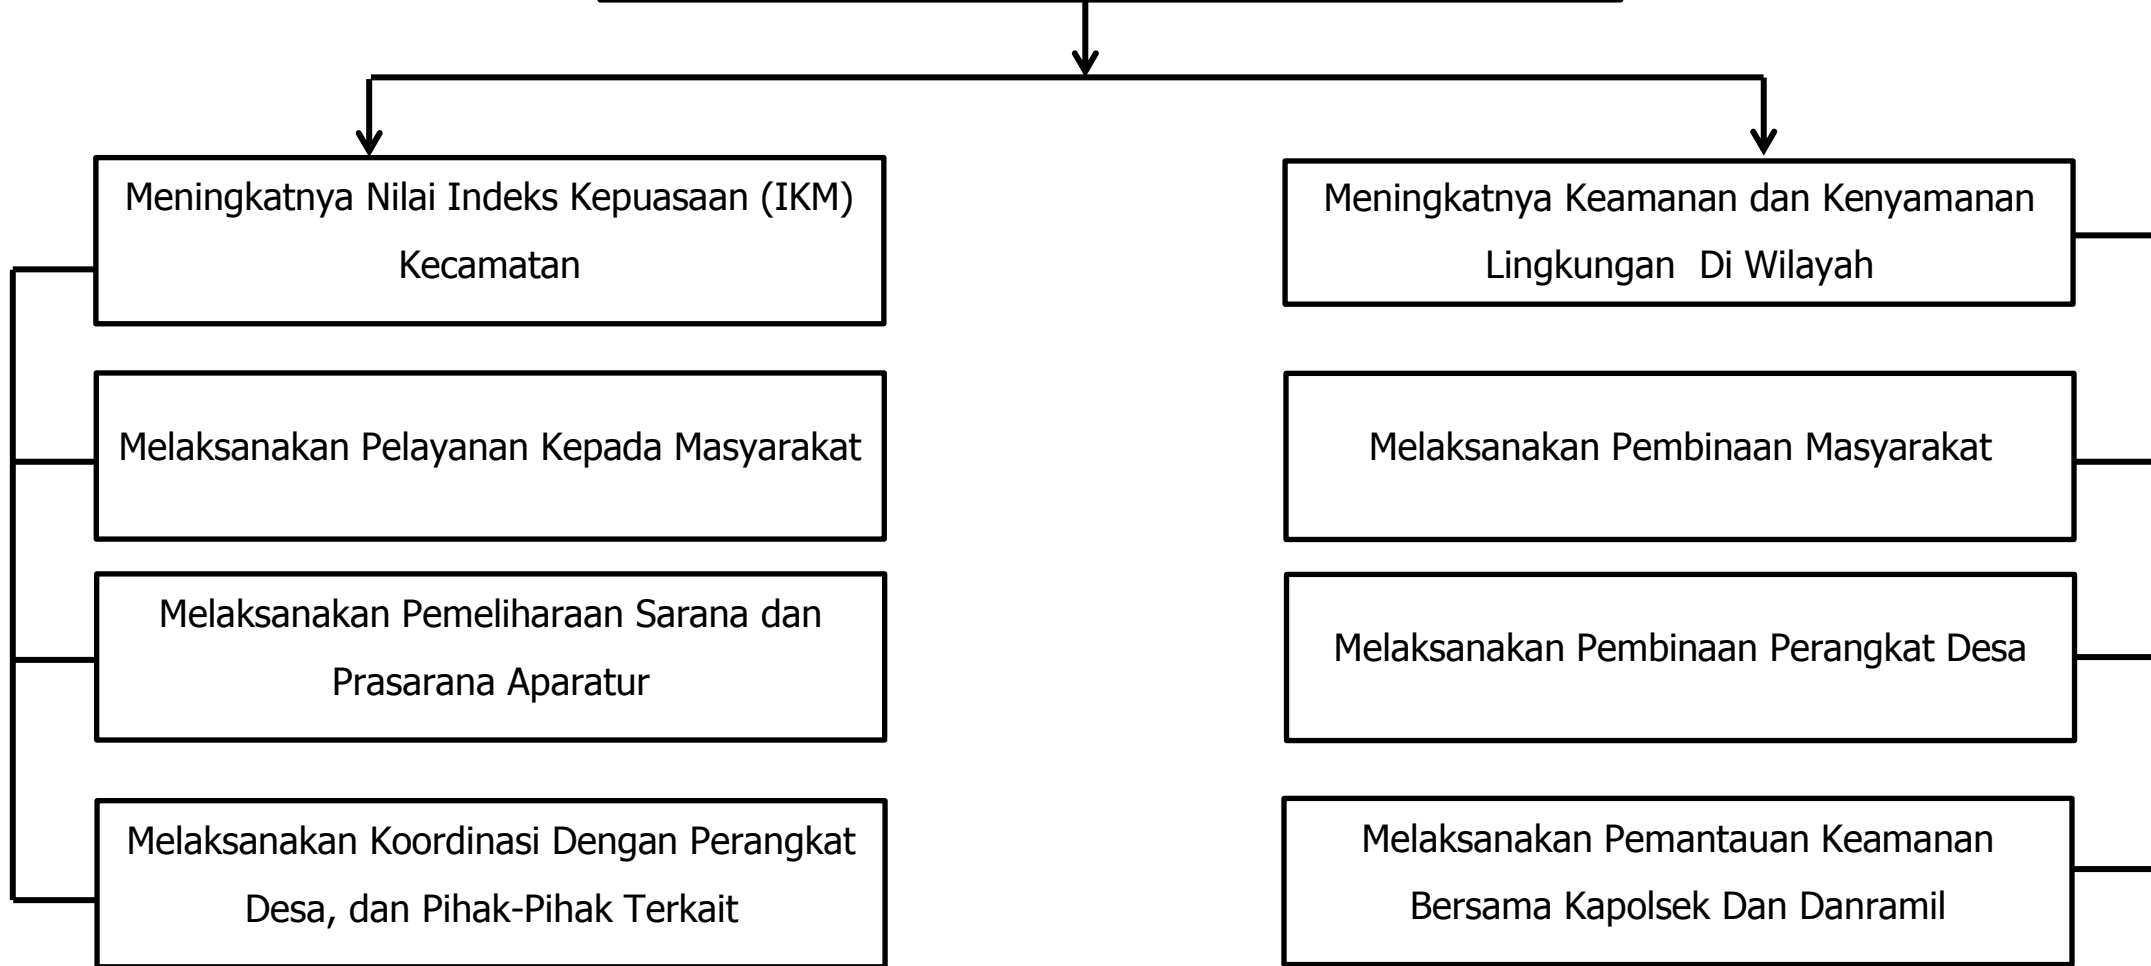 Meningkatnya Nilai Indeks Kepuasaan (IKM)
Kecamatan
Melaksanakan Pelayanan Kepada Masyarakat
Melaksanakan Pemeliharaan Sarana dan
Prasarana Aparatur
Melaksanakan Koordinasi Dengan Perangkat
Desa, dan Pihak-Pihak Terkait
Meningkatnya Keamanan dan Kenyamanan
Lingkungan  Di Wilayah
Melaksanakan Pembinaan Masyarakat
Melaksanakan Pembinaan Perangkat Desa
Melaksanakan Pemantauan Keamanan
Bersama Kapolsek Dan Danramil